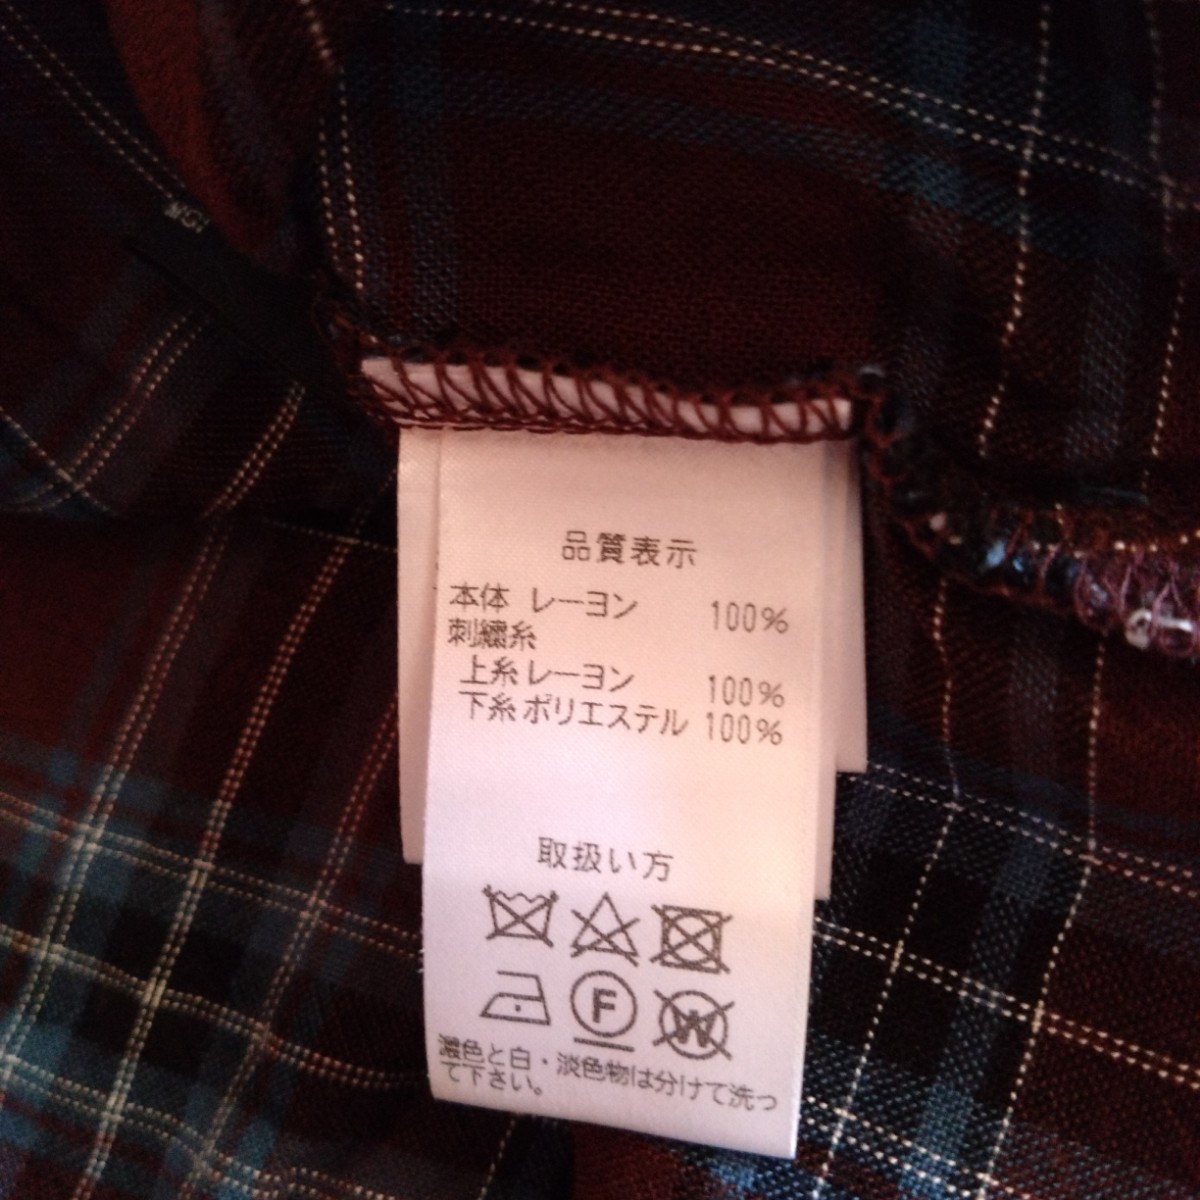 品質表示
本体 レーヨン 100%
刺繍糸
上糸 レーヨン 100%
下糸 ポリエステル 100%
取扱い方
F
W
濃色と白・淡色物は分けて洗っ
て下さい。